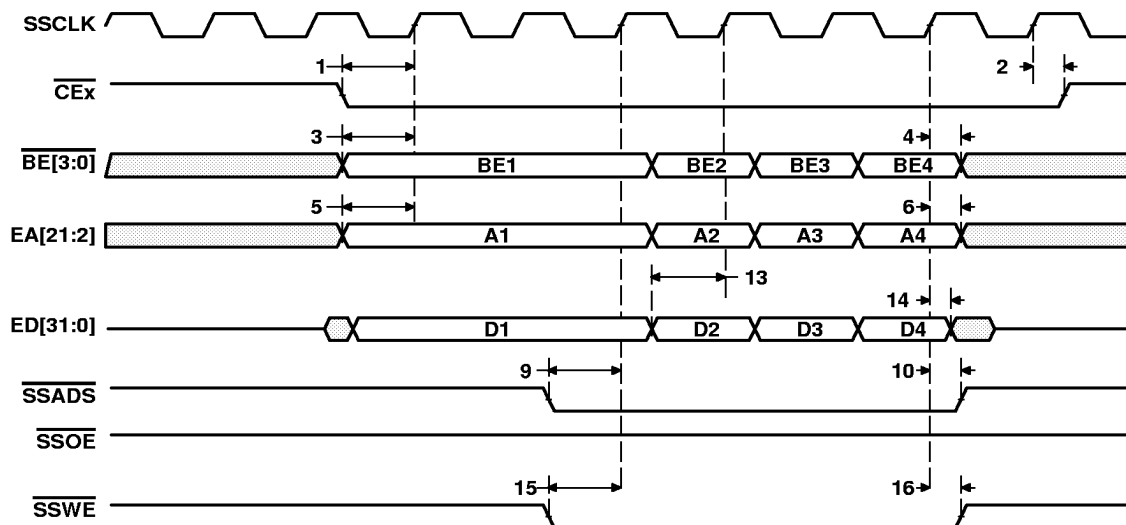 SSCLK
1
2
CEx
3
4
BE[3:0]
BE1 BE2 BE3 BE4
5
6
EA[21:2]
A1 A2 A3 A4
13
14
ED[31:0]
D1 D2 D3 D4
9
10
SSADS
SSOE
15
16
SSWE